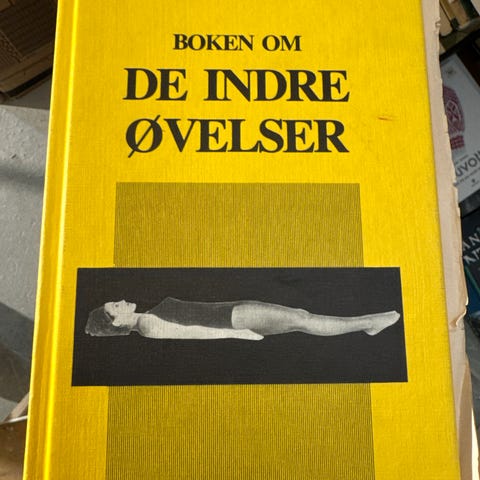 BOKEN OM
DE INDRE
ØVELSER